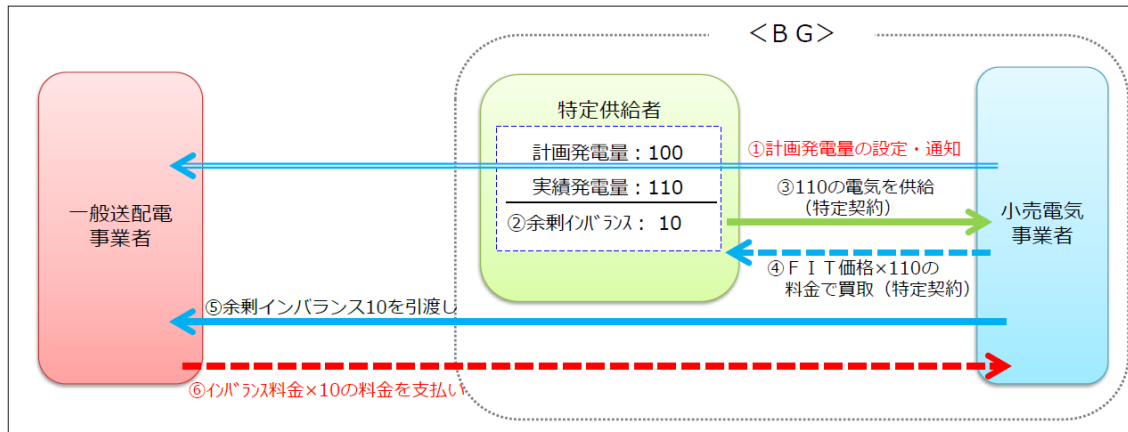 ＜ＢＧ＞
特定供給者
計画発電量：100
実績発電量：110
②余剰ｲﾝﾊﾞﾗﾝｽ： 10
一般送配電
事業者
①計画発電量の設定・通知
③110の電気を供給
（特定契約）
小売電気
事業者
④ＦＩＴ価格×110の
料金で買取（特定契約）
⑤余剰インバランス10を引渡し
⑥ｲﾝﾊﾞﾗﾝｽ料金×10の料金を支払い